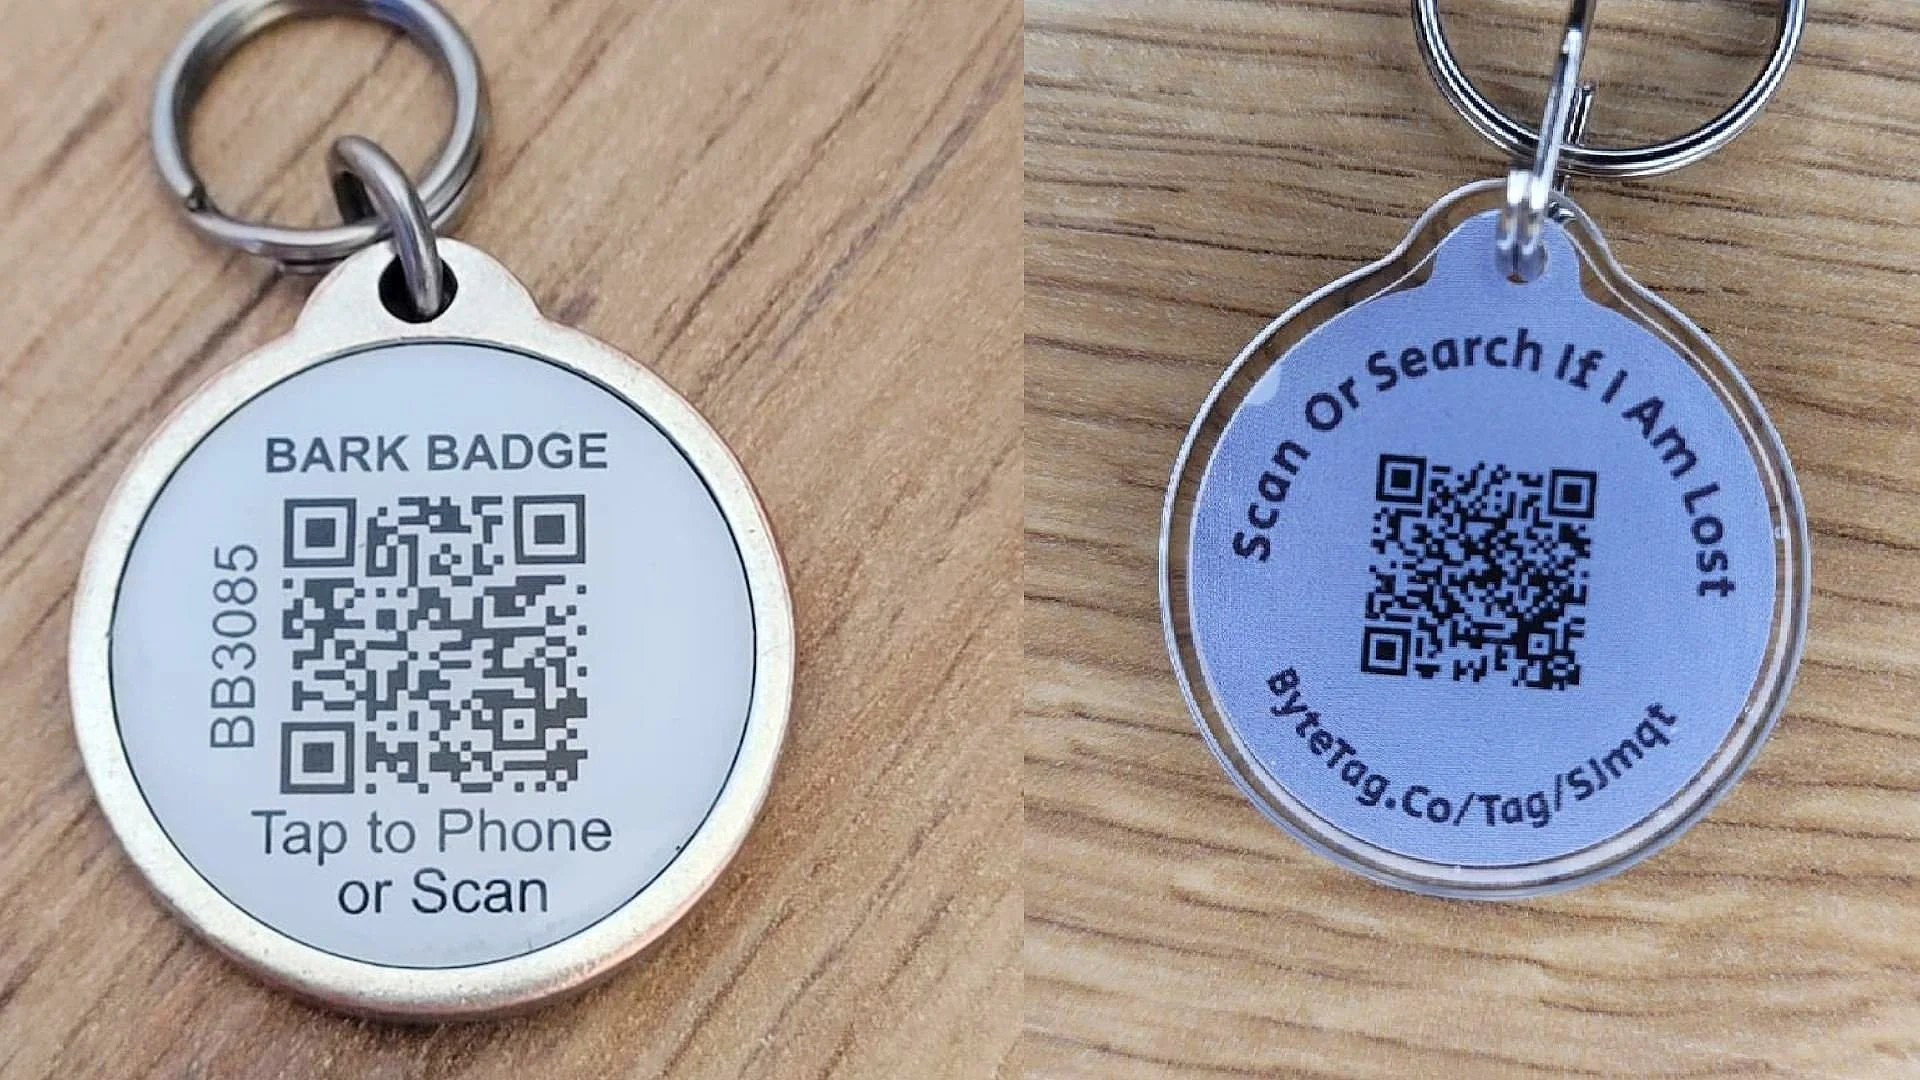 BARK BADGE
BB3085
Tap to Phone
or Scan
Scan Or Search If I Am Lost
ByteTag.Co/Tag/SJmqt